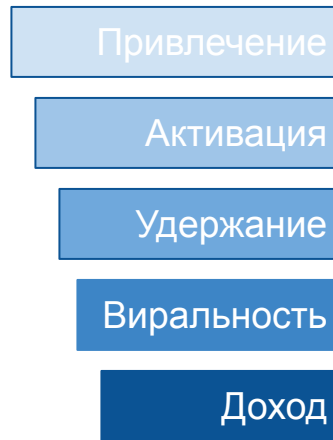 Привлечение
Активация
Удержание
Виральность
Доход